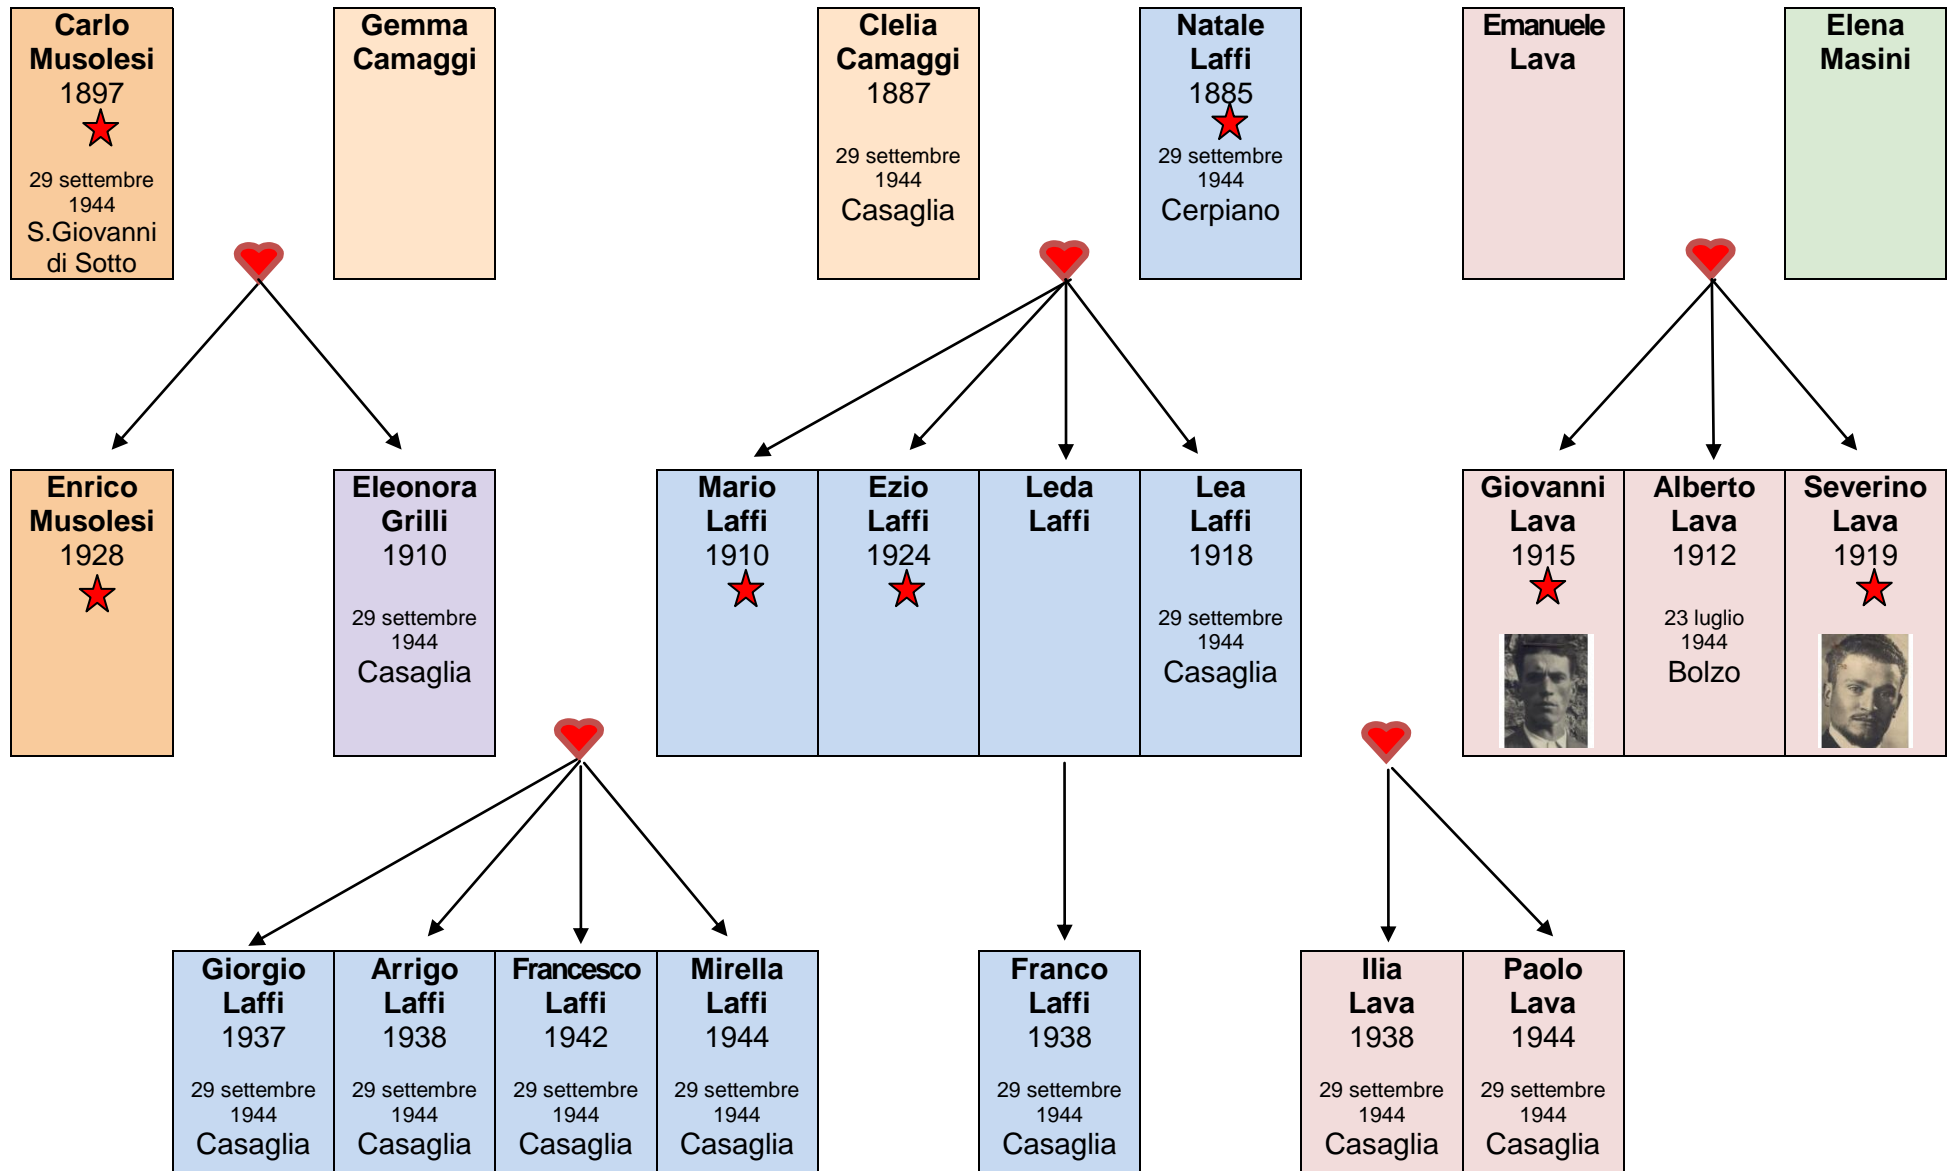 Carlo
Musolesi
1897
29 settembre
1944
S.Giovanni
di Sotto
Gemma
Camaggi
Clelia
Camaggi
1887
29 settembre
1944
Casaglia
Natale
Laffi
1885
29 settembre
1944
Cerpiano
Emanuele
Lava
Elena
Masini
Enrico
Musolesi
1928
Eleonora
Grilli
1910
29 settembre
1944
Casaglia
Mario
Laffi
1910
Ezio
Laffi
1924
Leda
Laffi
Lea
Laffi
1918
29 settembre
1944
Casaglia
Giovanni
Lava
1915
Alberto
Lava
1912
23 luglio
1944
Bolzo
Severino
Lava
1919
Giorgio
Laffi
1937
29 settembre
1944
Casaglia
Arrigo
Laffi
1938
29 settembre
1944
Casaglia
Francesco
Laffi
1942
29 settembre
1944
Casaglia
Mirella
Laffi
1944
29 settembre
1944
Casaglia
Franco
Laffi
1938
29 settembre
1944
Casaglia
Ilia
Lava
1938
29 settembre
1944
Casaglia
Paolo
Lava
1944
29 settembre
1944
Casaglia